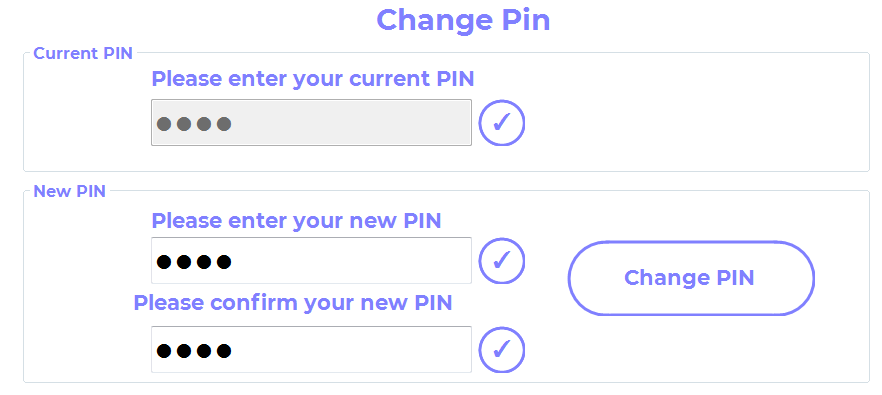 Change Pin
Current PIN
Please enter your current PIN
●●●● ✓
New PIN
Please enter your new PIN
●●●● ✓
Change PIN
Please confirm your new PIN
●●●● ✓